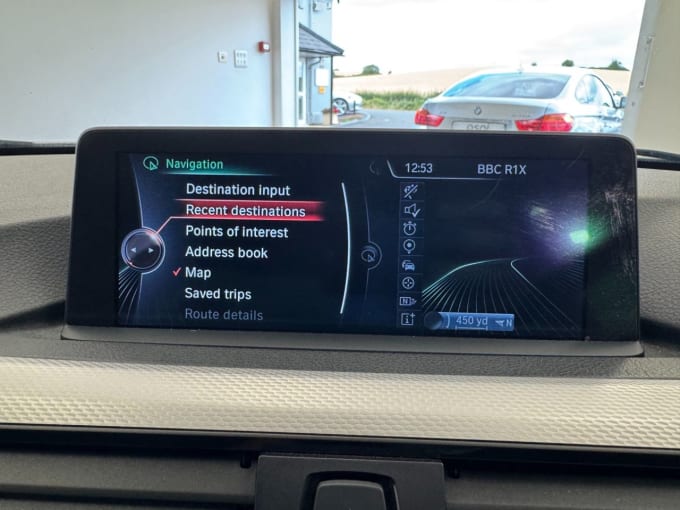 Navigation
12:53 BBC R1X
Destination input
Recent destinations
Points of interest
Address book
Map
Saved trips
Route details
450 yd N